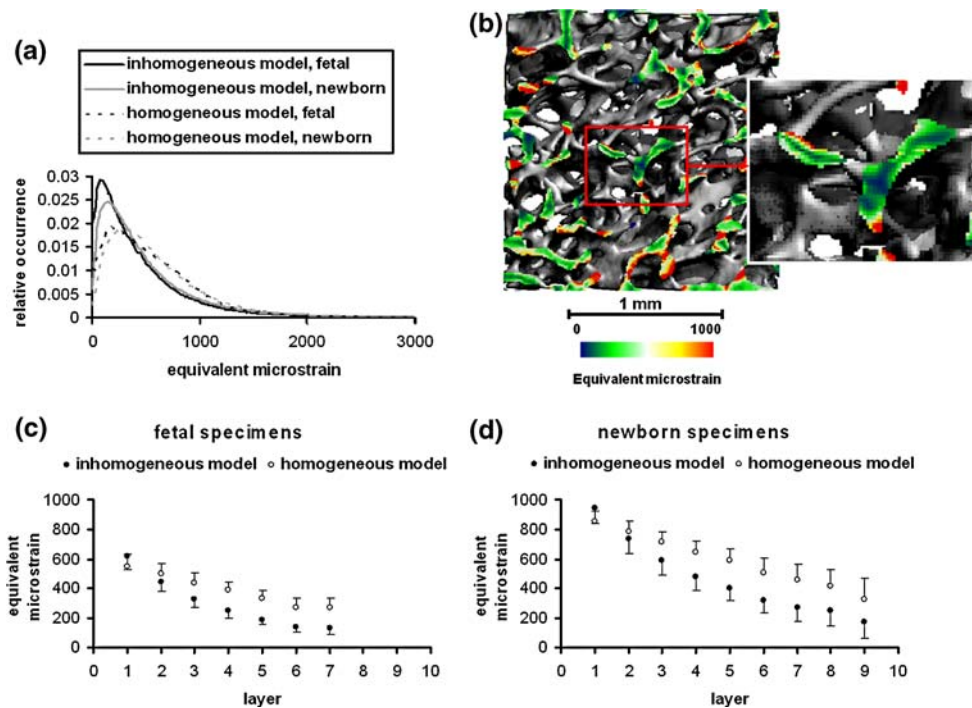 (a)
inhomogeneous model, fetal
inhomogeneous model, newborn
homogeneous model, fetal
homogeneous model, newborn
relative occurrence
0.03
0.025
0.02
0.015
0.01
0.005
0
0 1000 2000 3000
equivalent microstrain
(b)
1 mm
0 1000
Equivalent microstrain
(c)
fetal specimens
inhomogeneous model homogeneous model
equivalent
microstrain
1000
800
600
400
200
0
0 1 2 3 4 5 6 7 8 9 10
layer
(d)
newborn specimens
inhomogeneous model homogeneous model
equivalent
microstrain
1000
800
600
400
200
0
0 1 2 3 4 5 6 7 8 9 10
layer